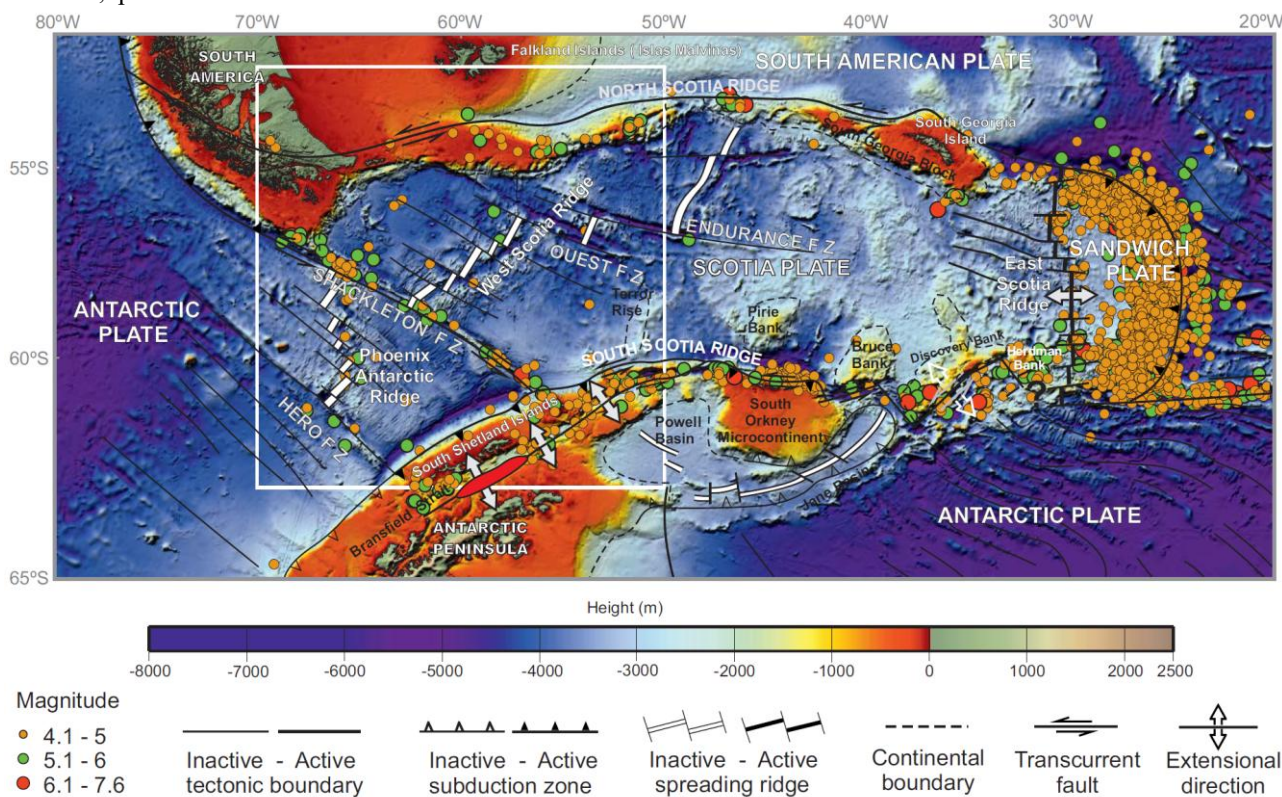 80ºW 70ºW 60ºW 50ºW 40ºW 30ºW 20ºW
SOUTH
AMERICA
Falkland Islands (Islas Malvinas)
SOUTH AMERICAN PLATE
NORTH SCOTIA RIDGE
South Georgia
Island
South Georgia Block
55ºS
West Scotia Ridge
ENDURANCE F Z
QUEST F Z
SCOTIA PLATE
SANDWICH
PLATE
East
Scotia
Ridge
SHACKLETON F Z
ANTARCTIC
PLATE
Terror
Rise
Pirie
Bank
Bruce
Bank
Discovery Bank
Herdman
Bank
60ºS
SOUTH SCOTIA RIDGE
Phoenix
Antarctic
Ridge
HERO F Z
South Shetland Islands
Powell
Basin
South
Orkney
Microcontinenty
Jane Basin
Bransfield Strait
ANTARCTIC
PENINSULA
ANTARCTIC PLATE
65ºS
Height (m)
-8000 -7000 -6000 -5000 -4000 -3000 -2000 -1000 0 1000 2000 2500
Magnitude
4.1 - 5
5.1 - 6
6.1 - 7.6
Inactive - Active
tectonic boundary
Inactive - Active
subduction zone
Inactive - Active
spreading ridge
Continental
boundary
Transcurrent
fault
Extensional
direction